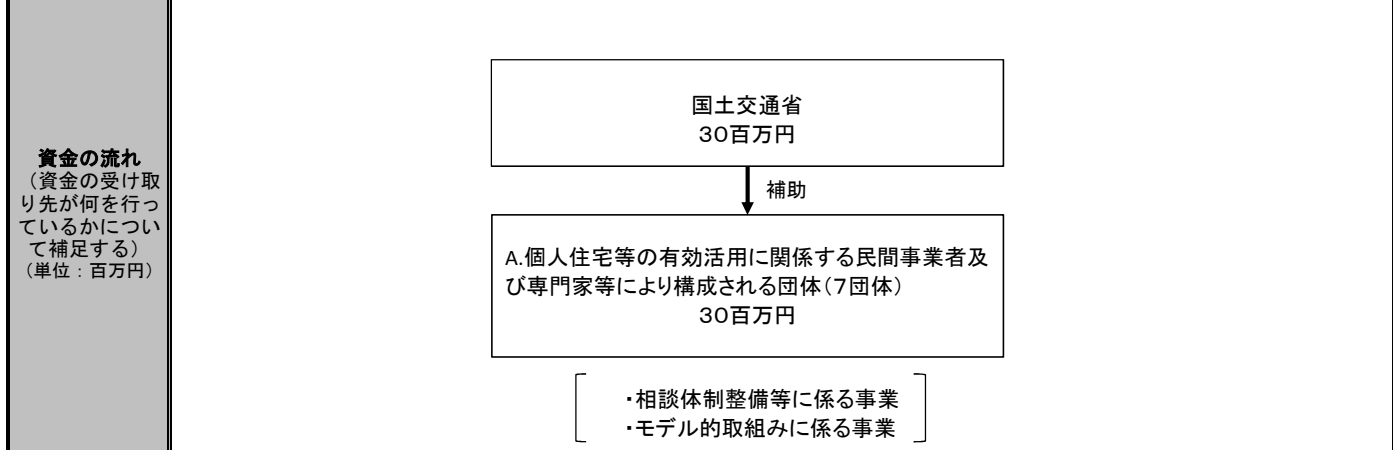 資金の流れ
（資金の受け取
り先が何を行っ
ているかについ
て補足する）
（単位：百万円）
国土交通省
３０百万円
補助
A.個人住宅等の有効活用に関係する民間事業者及
び専門家等により構成される団体（７団体）
３０百万円
・相談体制整備等に係る事業
・モデル的取組みに係る事業